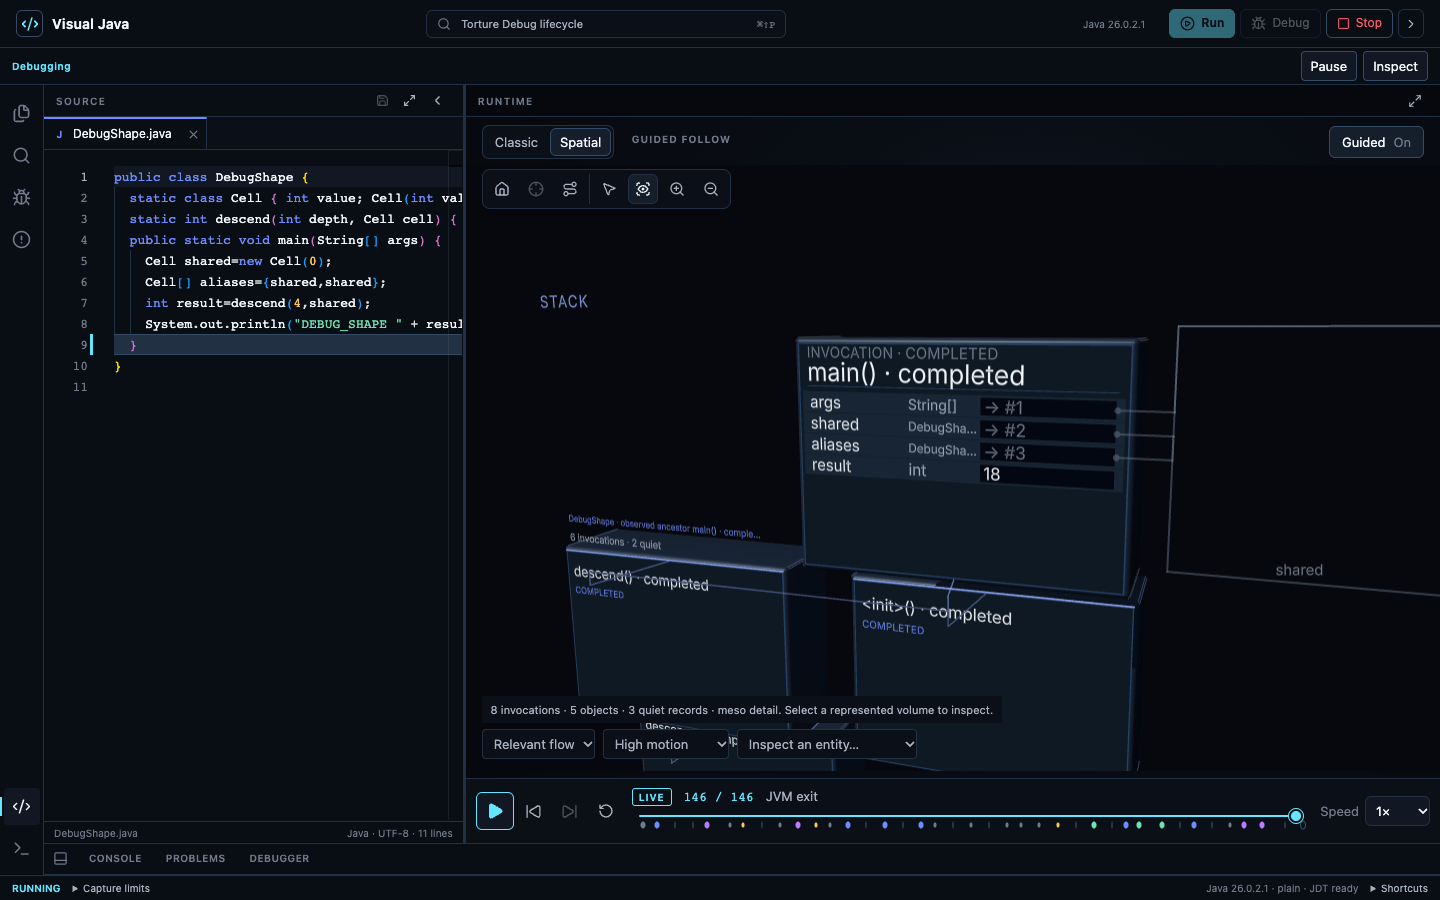 Visual Java
Torture Debug lifecycle
⌘⇧P
Java 26.0.2.1
Run
Debug
Stop
Debugging
Pause
Inspect
SOURCE
J DebugShape.java
1 public class DebugShape {
2 static class Cell { int value; Cell(int val
3 static int descend(int depth, Cell cell) {
4 public static void main(String[] args) {
5 Cell shared=new Cell(0);
6 Cell[] aliases={shared,shared};
7 int result=descend(4,shared);
8 System.out.println("DEBUG_SHAPE " + resul
9 }
10 }
11
DebugShape.java
Java · UTF-8 · 11 lines
RUNTIME
Classic
Spatial
GUIDED FOLLOW
Guided On
STACK
INVOCATION · COMPLETED
main() · completed
args String[] → #1
shared DebugSha... → #2
aliases DebugSha... → #3
result int 18
DebugShape · observed ancestor main() · comple...
6 invocations · 2 quiet
descend() · completed
COMPLETED
<init>() · completed
COMPLETED
shared
8 invocations · 5 objects · 3 quiet records · meso detail. Select a represented volume to inspect.
Relevant flow
High motion
Inspect an entity...
LIVE 146 / 146 JVM exit
Speed 1×
CONSOLE
PROBLEMS
DEBUGGER
RUNNING
Capture limits
Java 26.0.2.1 · plain · JDT ready
Shortcuts